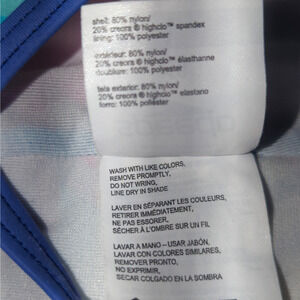 shell: 80% nylon/
20% creora ® highclo™ spandex
lining: 100% polyester
extérieur: 80% nylon/
20% creora ® highclo™ élasthanne
doublure: 100% polyester
tela exterior: 80% nylon/
20% creora ® highclo™ elastano
forro: 100% poliéster
WASH WITH LIKE COLORS,
REMOVE PROMPTLY,
DO NOT WRING,
LINE DRY IN SHADE
LAVER EN SÉPARANT LES COULEURS,
RETIRER IMMÉDIATEMENT,
NE PAS ESSORER,
SÉCHER À L'OMBRE SUR UN FIL
LAVAR A MANO – USAR JABÓN,
LAVAR CON COLORES SIMILARES,
REMOVER PRONTO,
NO EXPRIMIR,
SECAR COLGADO EN LA SOMBRA